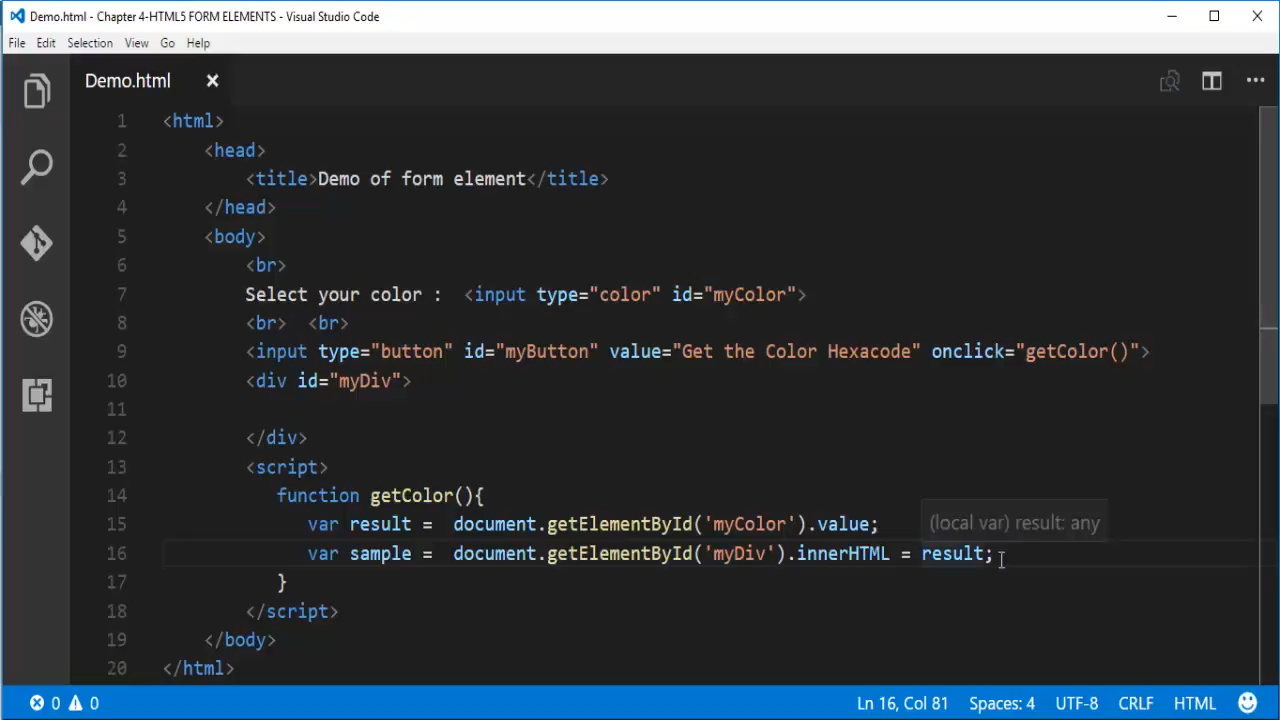 Demo.html - Chapter 4-HTML5 FORM ELEMENTS - Visual Studio Code
File Edit Selection View Go Help
Demo.html
1 <html>
2 <head>
3 <title>Demo of form element</title>
4 </head>
5 <body>
6 <br>
7 Select your color : <input type="color" id="myColor">
8 <br> <br>
9 <input type="button" id="myButton" value="Get the Color Hexacode" onclick="getColor()">
10 <div id="myDiv">
11
12 </div>
13 <script>
14 function getColor(){
15 var result = document.getElementById('myColor').value;
(local var) result: any
16 var sample = document.getElementById('myDiv').innerHTML = result;
17 }
18 </script>
19 </body>
20 </html>
0 0 Ln 16, Col 81 Spaces: 4 UTF-8 CRLF HTML